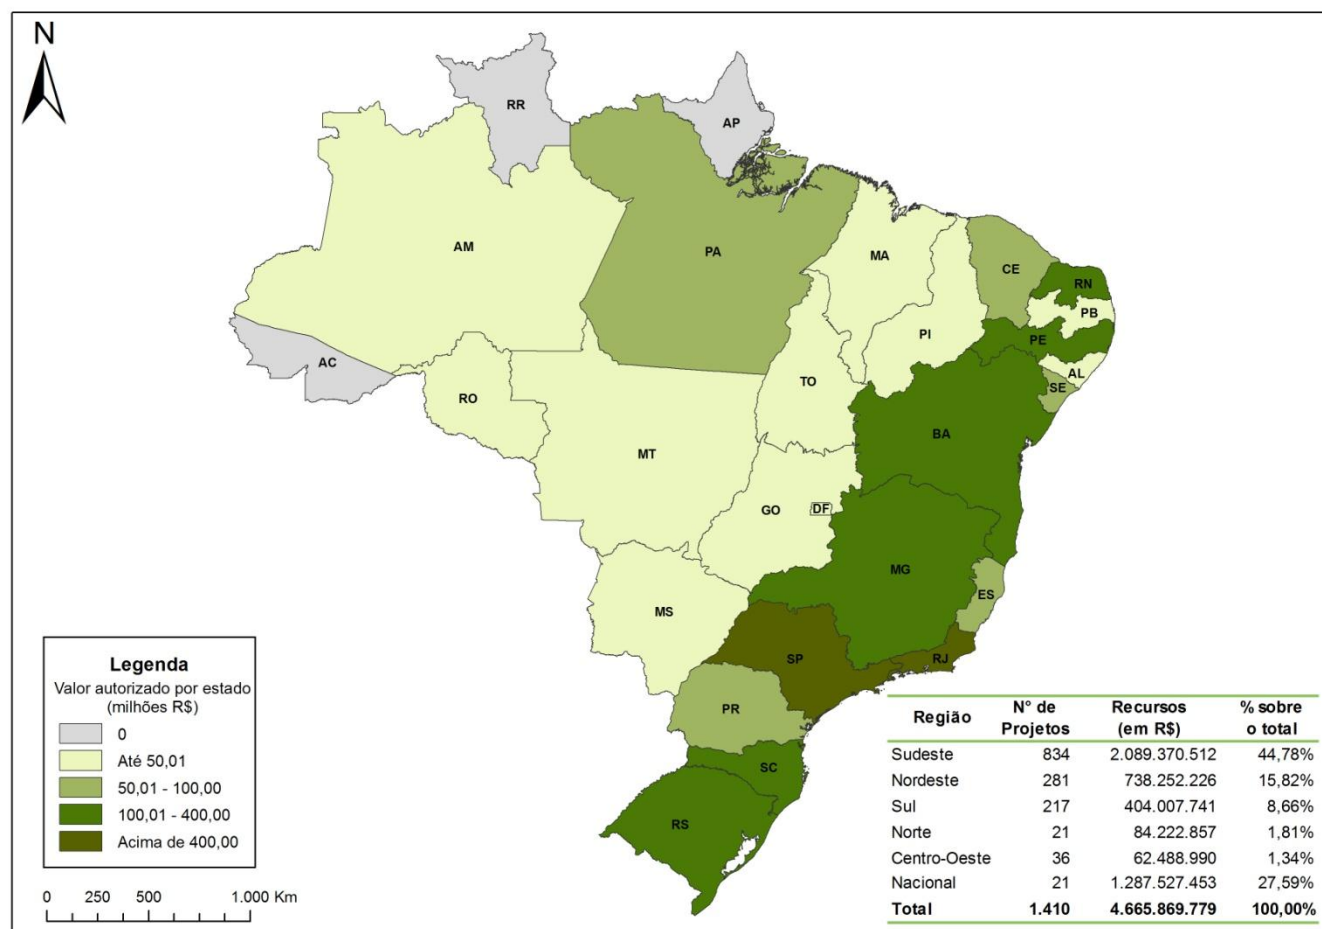 N
RR
AP
AM
PA
MA
CE
RN
PB
PI
PE
AC
AL
TO
SE
RO
BA
MT
GO
DF
MG
ES
MS
SP
RJ
PR
SC
RS
Legenda
Valor autorizado por estado
(milhões R$)
0
Até 50,01
50,01 - 100,00
100,01 - 400,00
Acima de 400,00
0 250 500 1.000 Km
Região N° de Projetos Recursos (em R$) % sobre o total
Sudeste 834 2.089.370.512 44,78%
Nordeste 281 738.252.226 15,82%
Sul 217 404.007.741 8,66%
Norte 21 84.222.857 1,81%
Centro-Oeste 36 62.488.990 1,34%
Nacional 21 1.287.527.453 27,59%
Total 1.410 4.665.869.779 100,00%